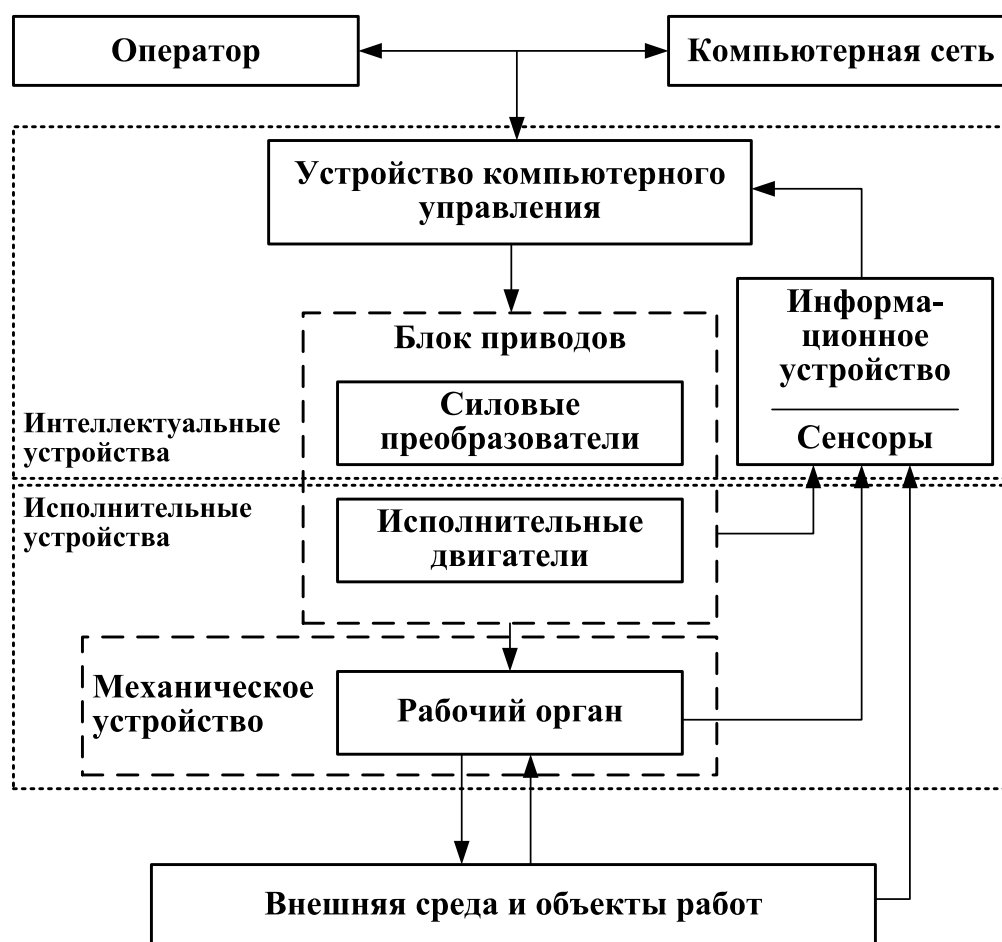 Оператор
Компьютерная сеть
Устройство компьютерного
управления
Информа-
ционное
устройство
Сенсоры
Блок приводов
Силовые
преобразователи
Интеллектуальные
устройства
Исполнительные
устройства
Исполнительные
двигатели
Механическое
устройство
Рабочий орган
Внешняя среда и объекты работ